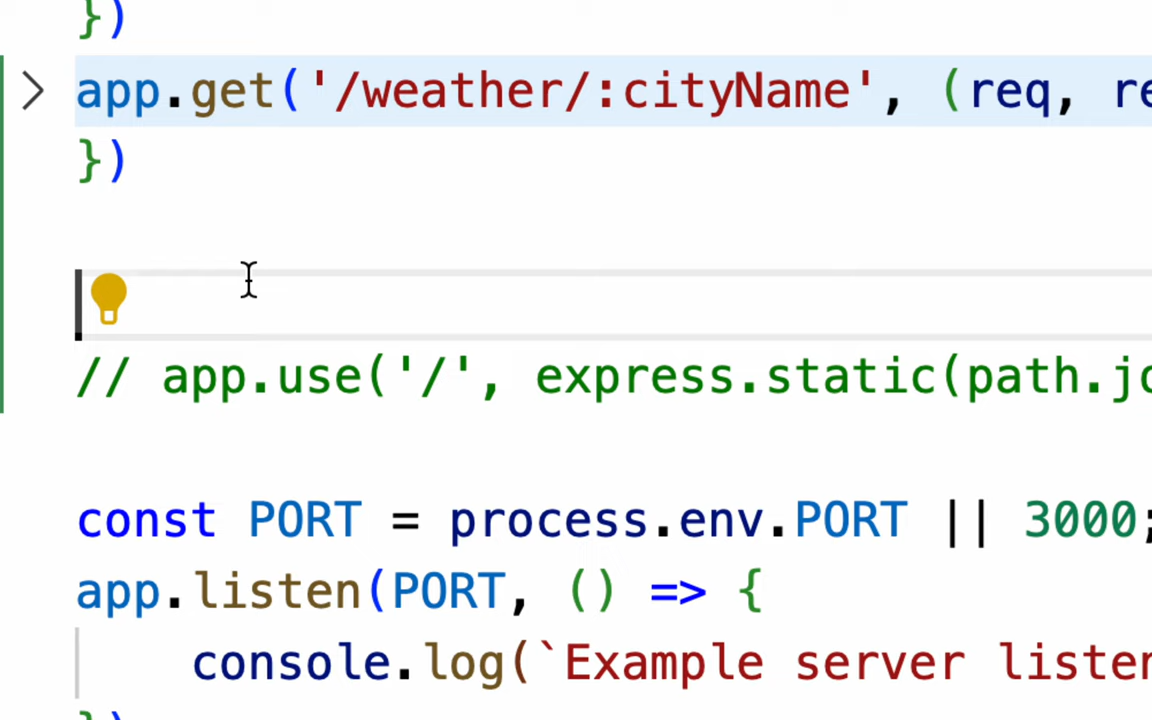 })
app.get('/weather/:cityName', (req, re
})
// app.use('/', express.static(path.jo
const PORT = process.env.PORT || 3000;
app.listen(PORT, () => {
console.log(`Example server listen
})